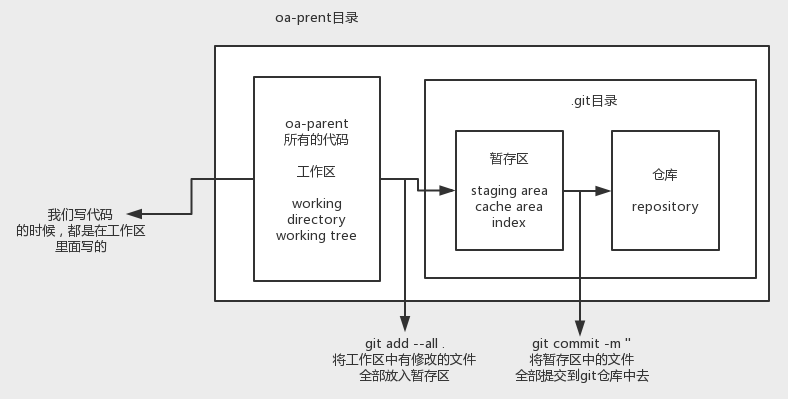 oa-prent目录
oa-parent
所有的代码
工作区
working
directory
working tree
.git目录
暂存区
staging area
cache area
index
仓库
repository
我们写代码
的时候，都是在工作区
里面写的
git add --all .
将工作区中有修改的文件
全部放入暂存区
git commit -m ''
将暂存区中的文件
全部提交到git仓库中去